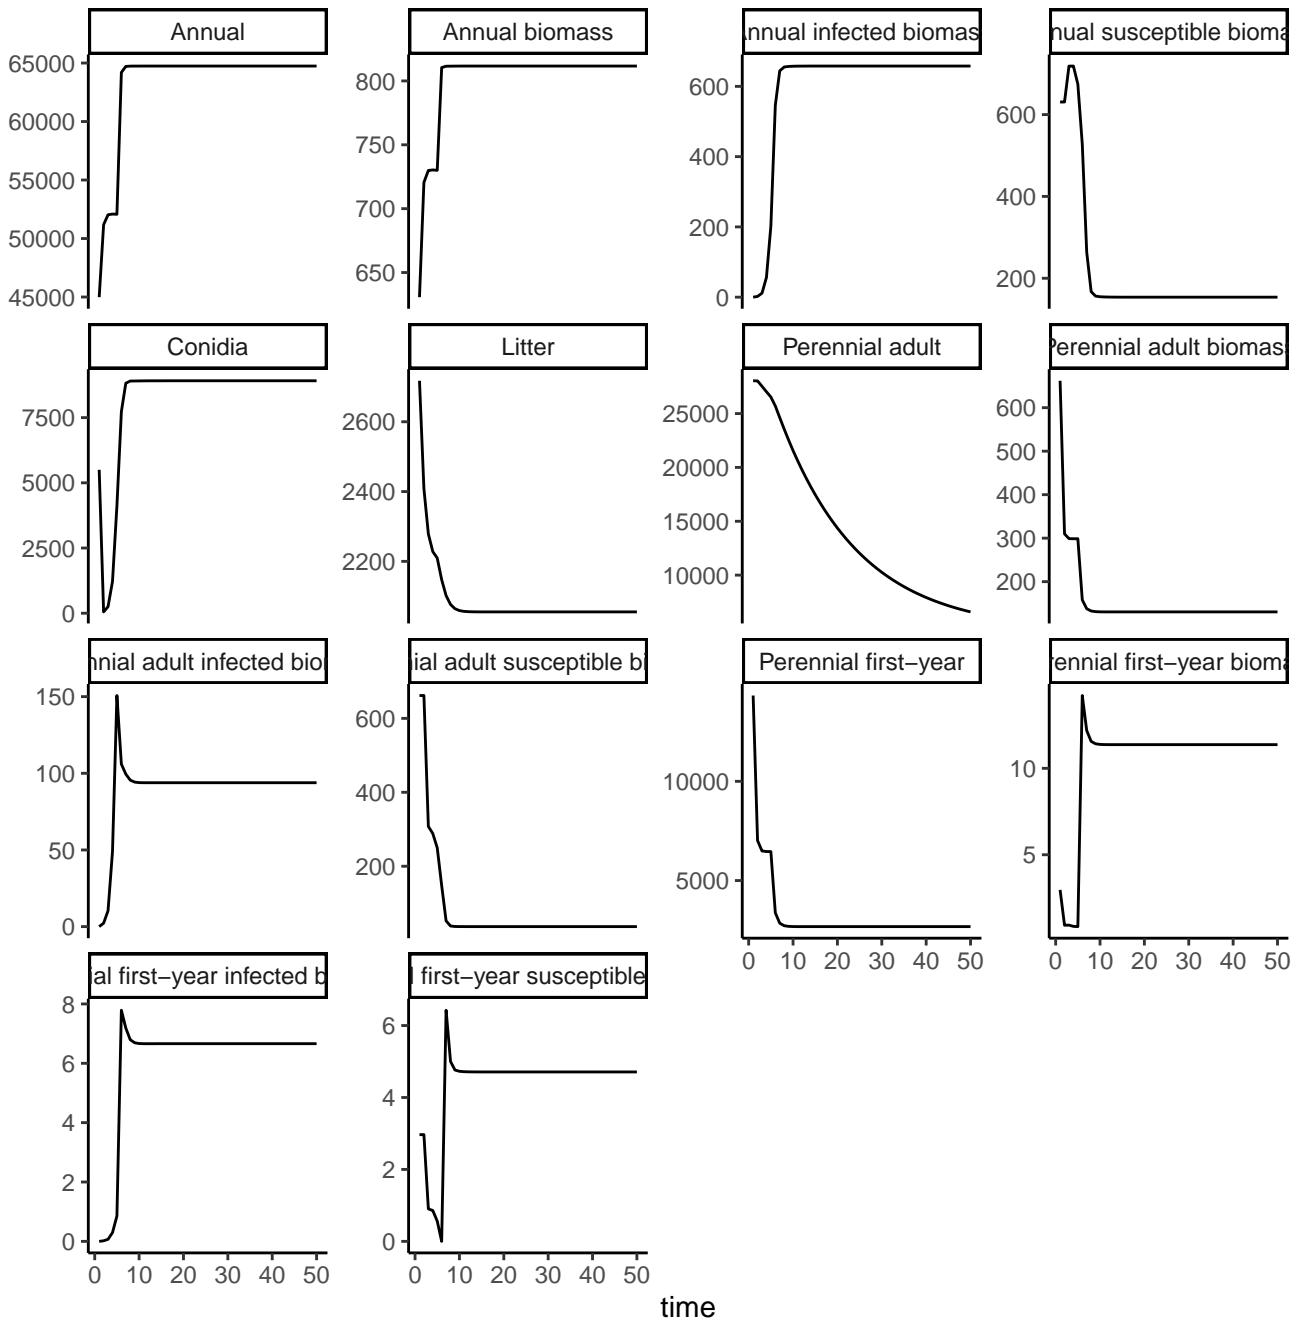 Annual
65000
60000
55000
50000
45000
Annual biomass
800
750
700
650
Annual infected biomas
600
400
200
0
nual susceptible bioma
600
400
200
Conidia
7500
5000
2500
0
Litter
2600
2400
2200
Perennial adult
25000
20000
15000
10000
Perennial adult biomas
600
500
400
300
200
nnial adult infected bio
150
100
50
0
ial adult susceptible bi
600
400
200
Perennial first−year
10000
5000
0 10 20 30 40 50
rennial first−year bioma
10
5
0 10 20 30 40 50
ial first−year infected b
8
6
4
2
0
0 10 20 30 40 50
l first−year susceptible
6
4
2
0
0 10 20 30 40 50
time